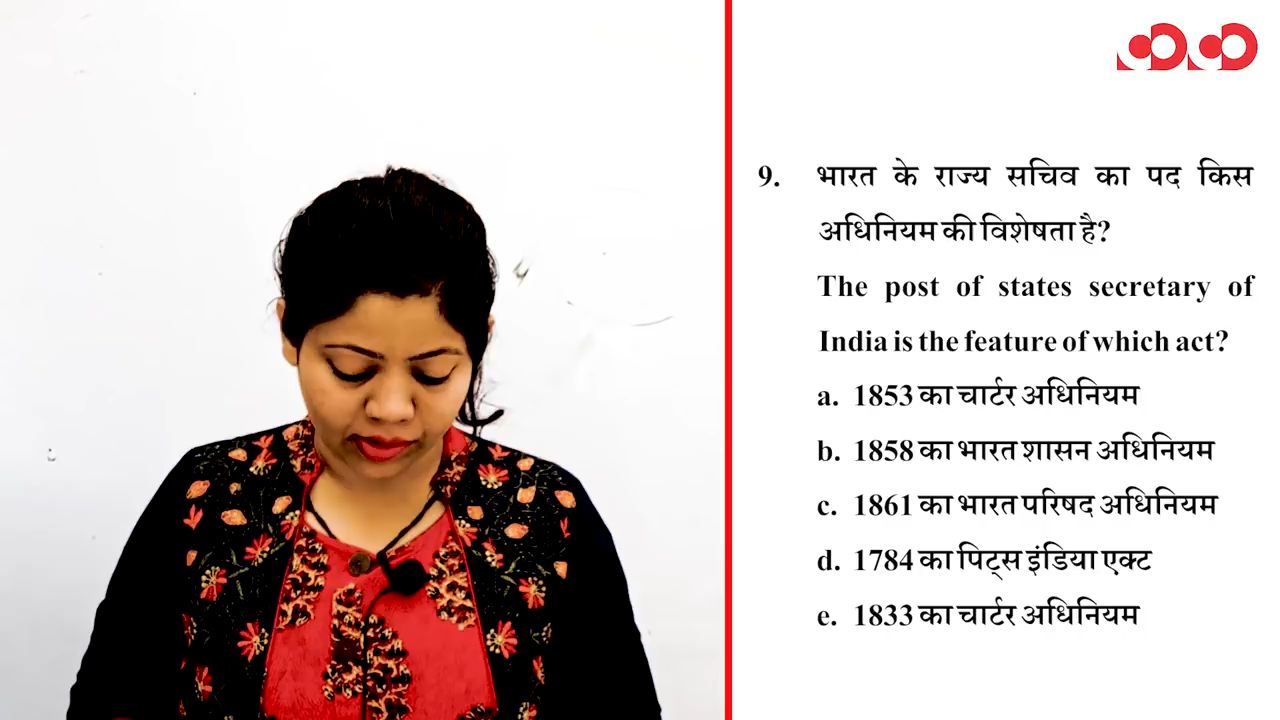 9. भारत के राज्य सचिव का पद किस
अधिनियम की विशेषता है?
The post of states secretary of
India is the feature of which act?
a. 1853 का चार्टर अधिनियम
b. 1858 का भारत शासन अधिनियम
c. 1861 का भारत परिषद अधिनियम
d. 1784 का पिट्स इंडिया एक्ट
e. 1833 का चार्टर अधिनियम